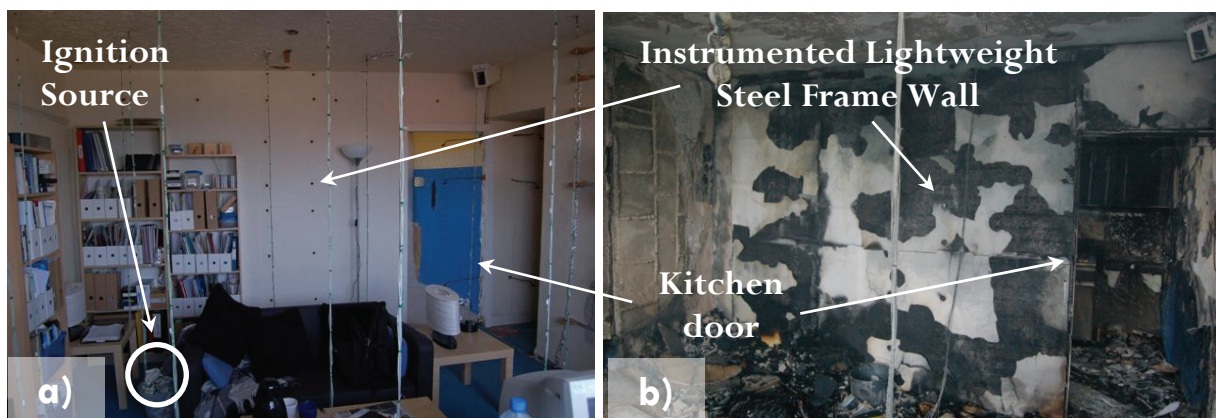 Ignition
Source
Instrumented Lightweight
Steel Frame Wall
Kitchen
door
a)
b)